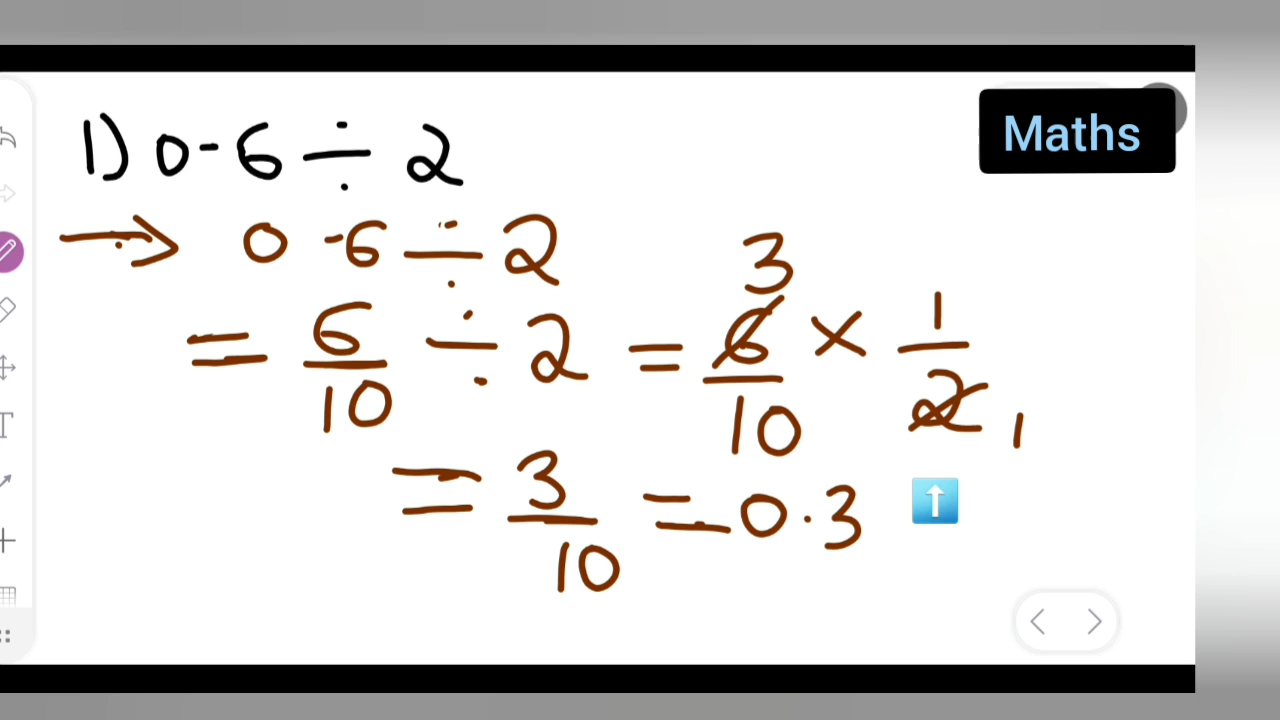 Maths
1) 0.6 ÷ 2
→ 0.6 ÷ 2
= 6/10 ÷ 2 = 6/10 × 1/2 3 1
= 3/10 = 0.3